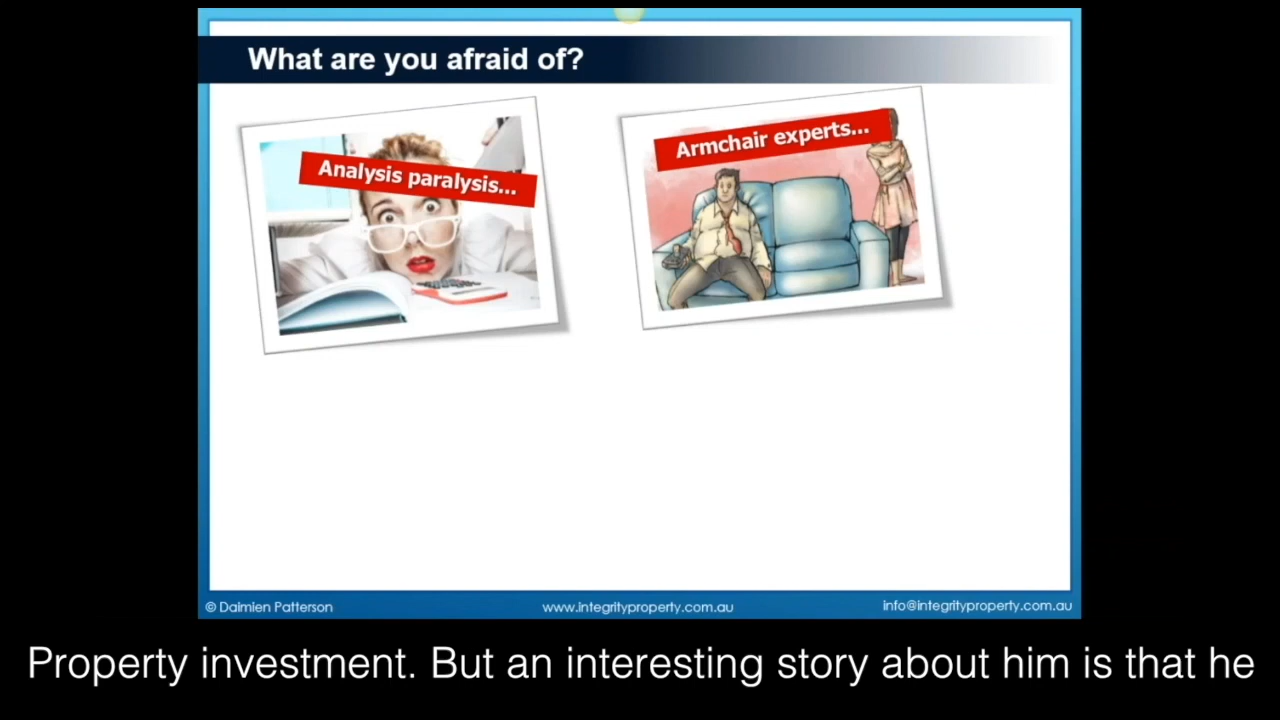 What are you afraid of?
Analysis paralysis...
Armchair experts...
© Daimien Patterson
www.integrityproperty.com.au
info@integrityproperty.com.au
Property investment. But an interesting story about him is that he